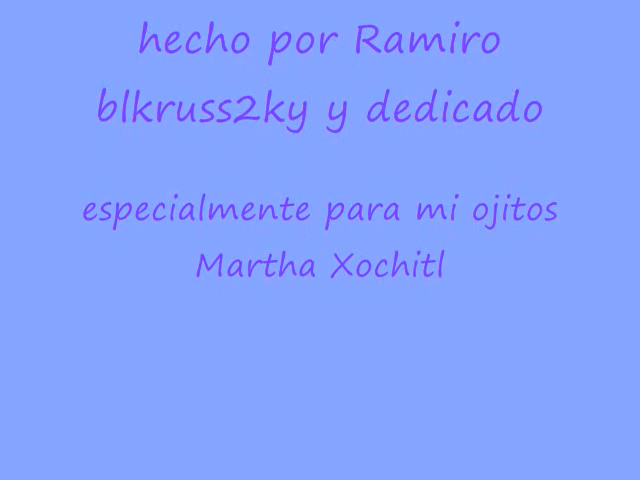 hecho por Ramiro
blkruss2ky y dedicado
especialmente para mi ojitos
Martha Xochitl